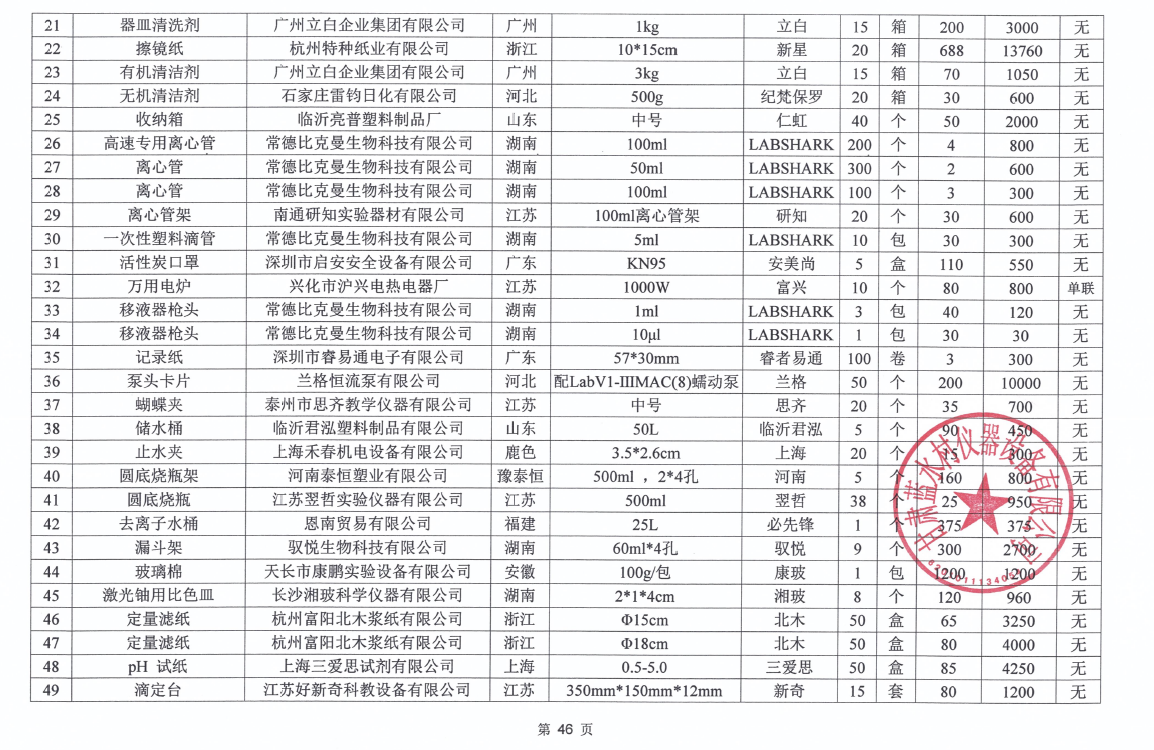 21 器皿清洗剂 广州立白企业集团有限公司 广州 1kg 立白 15 箱 200 3000 无
22 擦镜纸 杭州特种纸业有限公司 浙江 10*15cm 新星 20 箱 688 13760 无
23 有机清洁剂 广州立白企业集团有限公司 广州 3kg 立白 15 箱 70 1050 无
24 无机清洁剂 石家庄雷钧日化有限公司 河北 500g 纪梵保罗 20 箱 30 600 无
25 收纳箱 临沂亮普塑料制品厂 山东 中号 仁虹 40 个 50 2000 无
26 高速专用离心管 常德比克曼生物科技有限公司 湖南 100ml LABSHARK 200 个 4 800 无
27 离心管 常德比克曼生物科技有限公司 湖南 50ml LABSHARK 300 个 2 600 无
28 离心管 常德比克曼生物科技有限公司 湖南 100ml LABSHARK 100 个 3 300 无
29 离心管架 南通研知实验器材有限公司 江苏 100ml离心管架 研知 20 个 30 600 无
30 一次性塑料滴管 常德比克曼生物科技有限公司 湖南 5ml LABSHARK 10 包 30 300 无
31 活性炭口罩 深圳市启安安全设备有限公司 广东 KN95 安美尚 5 盒 110 550 无
32 万用电炉 兴化市沪兴电热电器厂 江苏 1000W 富兴 10 个 80 800 单联
33 移液器枪头 常德比克曼生物科技有限公司 湖南 1ml LABSHARK 3 包 40 120 无
34 移液器枪头 常德比克曼生物科技有限公司 湖南 10μl LABSHARK 1 包 30 30 无
35 记录纸 深圳市睿易通电子有限公司 广东 57*30mm 睿者易通 100 卷 3 300 无
36 泵头卡片 兰格恒流泵有限公司 河北 配LabV1-IIIMAC(8)蠕动泵 兰格 50 个 200 10000 无
37 蝴蝶夹 泰州市思齐教学仪器有限公司 江苏 中号 思齐 20 个 35 700 无
38 储水桶 临沂君泓塑料制品有限公司 山东 50L 临沂君泓 5 个 90 450 无
39 止水夹 上海禾春机电设备有限公司 鹿色 3.5*2.6cm 上海 20 个 15 300 无
40 圆底烧瓶架 河南泰恒塑业有限公司 豫泰恒 500ml ，2*4孔 河南 5 个 160 800 无
41 圆底烧瓶 江苏翌哲实验仪器有限公司 江苏 500ml 翌哲 38 个 25 950 无
42 去离子水桶 恩南贸易有限公司 福建 25L 必先锋 1 个 375 375 无
43 漏斗架 驭悦生物科技有限公司 湖南 60ml*4孔 驭悦 9 个 300 2700 无
44 玻璃棉 天长市康鹏实验设备有限公司 安徽 100g/包 康玻 1 包 1200 1200 无
45 激光铀用比色皿 长沙湘玻科学仪器有限公司 湖南 2*1*4cm 湘玻 8 个 120 960 无
46 定量滤纸 杭州富阳北木浆纸有限公司 浙江 Φ15cm 北木 50 盒 65 3250 无
47 定量滤纸 杭州富阳北木浆纸有限公司 浙江 Φ18cm 北木 50 盒 80 4000 无
48 pH 试纸 上海三爱思试剂有限公司 上海 0.5-5.0 三爱思 50 盒 85 4250 无
49 滴定台 江苏好新奇科教设备有限公司 江苏 350mm*150mm*12mm 新奇 15 套 80 1200 无
甘肃蓝水村仪器设备有限公司
第 46 页